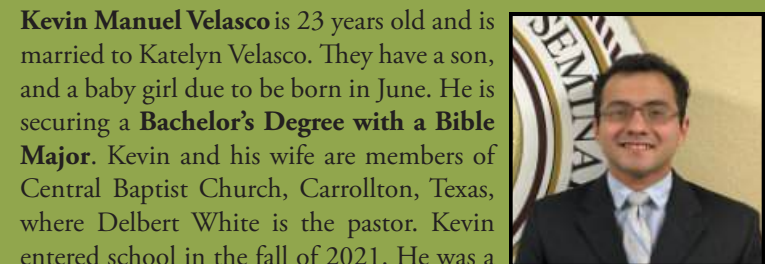 Kevin Manuel Velasco is 23 years old and is
married to Katelyn Velasco. They have a son,
and a baby girl due to be born in June. He is
securing a Bachelor's Degree with a Bible
Major. Kevin and his wife are members of
Central Baptist Church, Carrollton, Texas,
where Delbert White is the pastor. Kevin
entered school in the fall of 2021. He was a
SEMINA